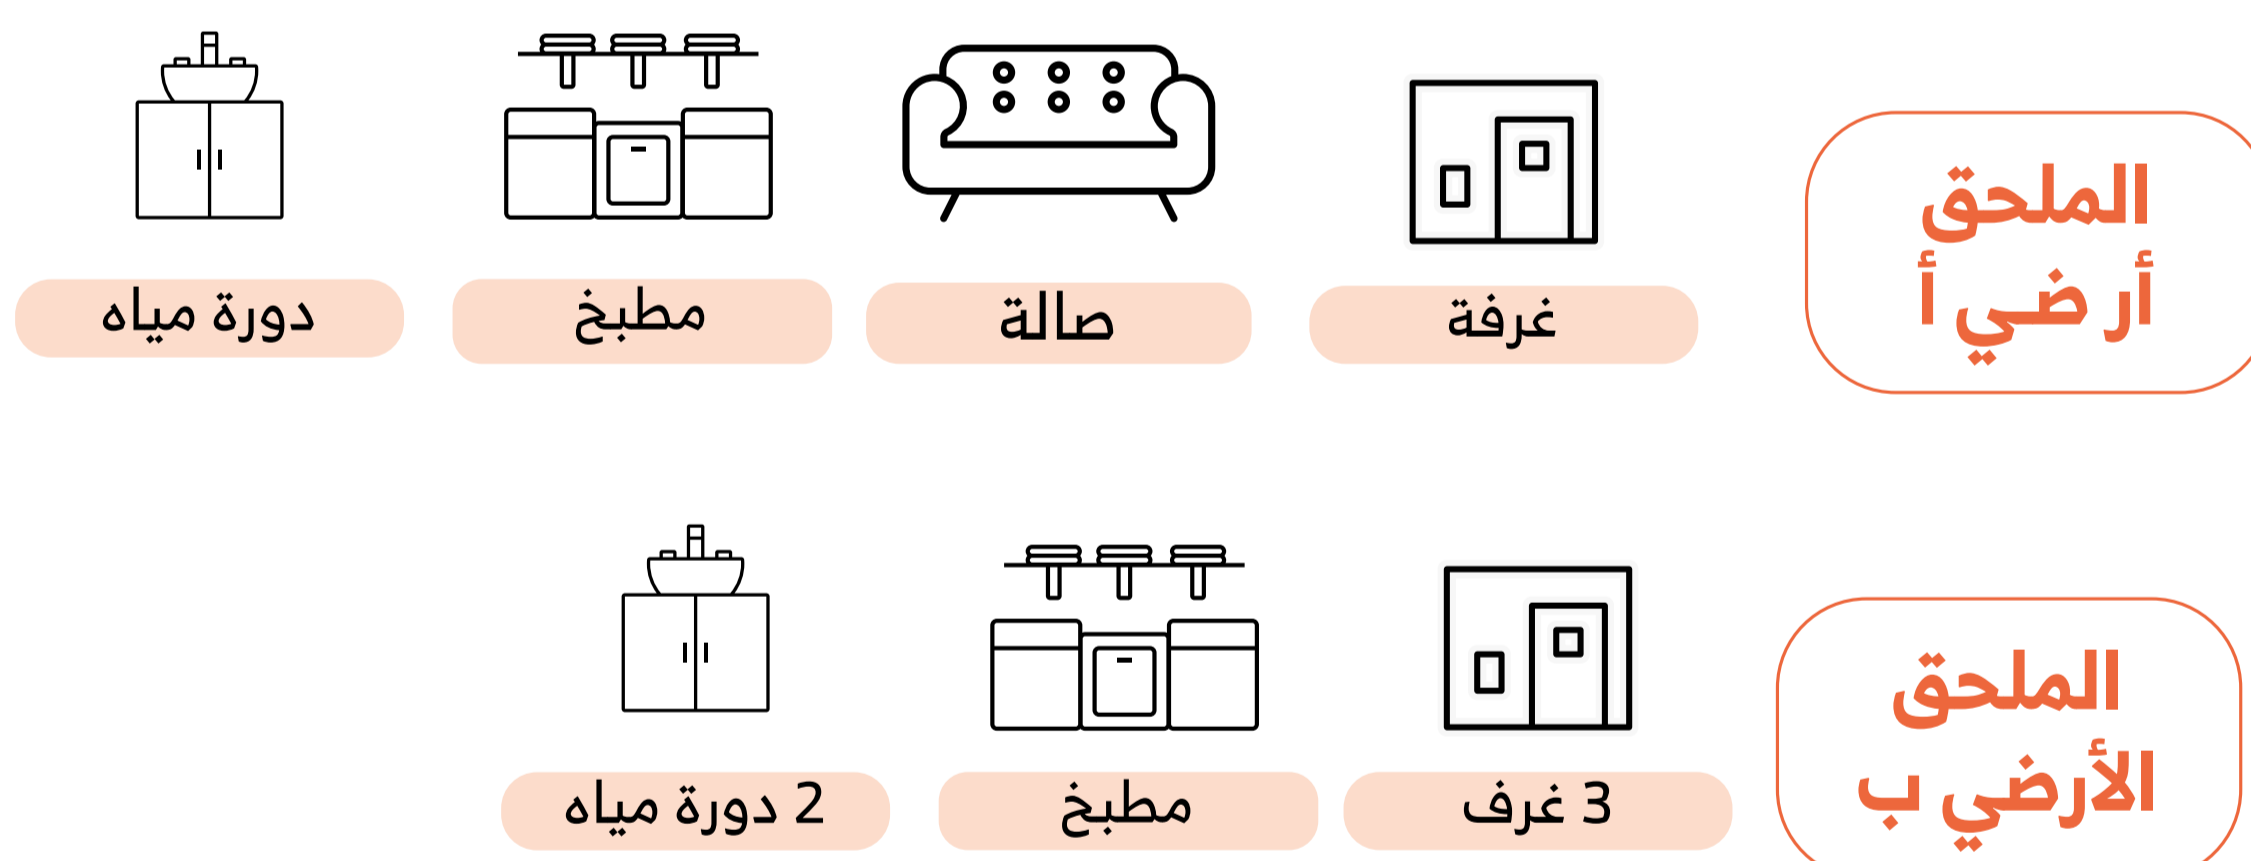 الملحق
أرضي أ
غرفة
صالة
مطبخ
دورة مياه
الملحق
الأرضي ب
3 غرف
مطبخ
2 دورة مياه